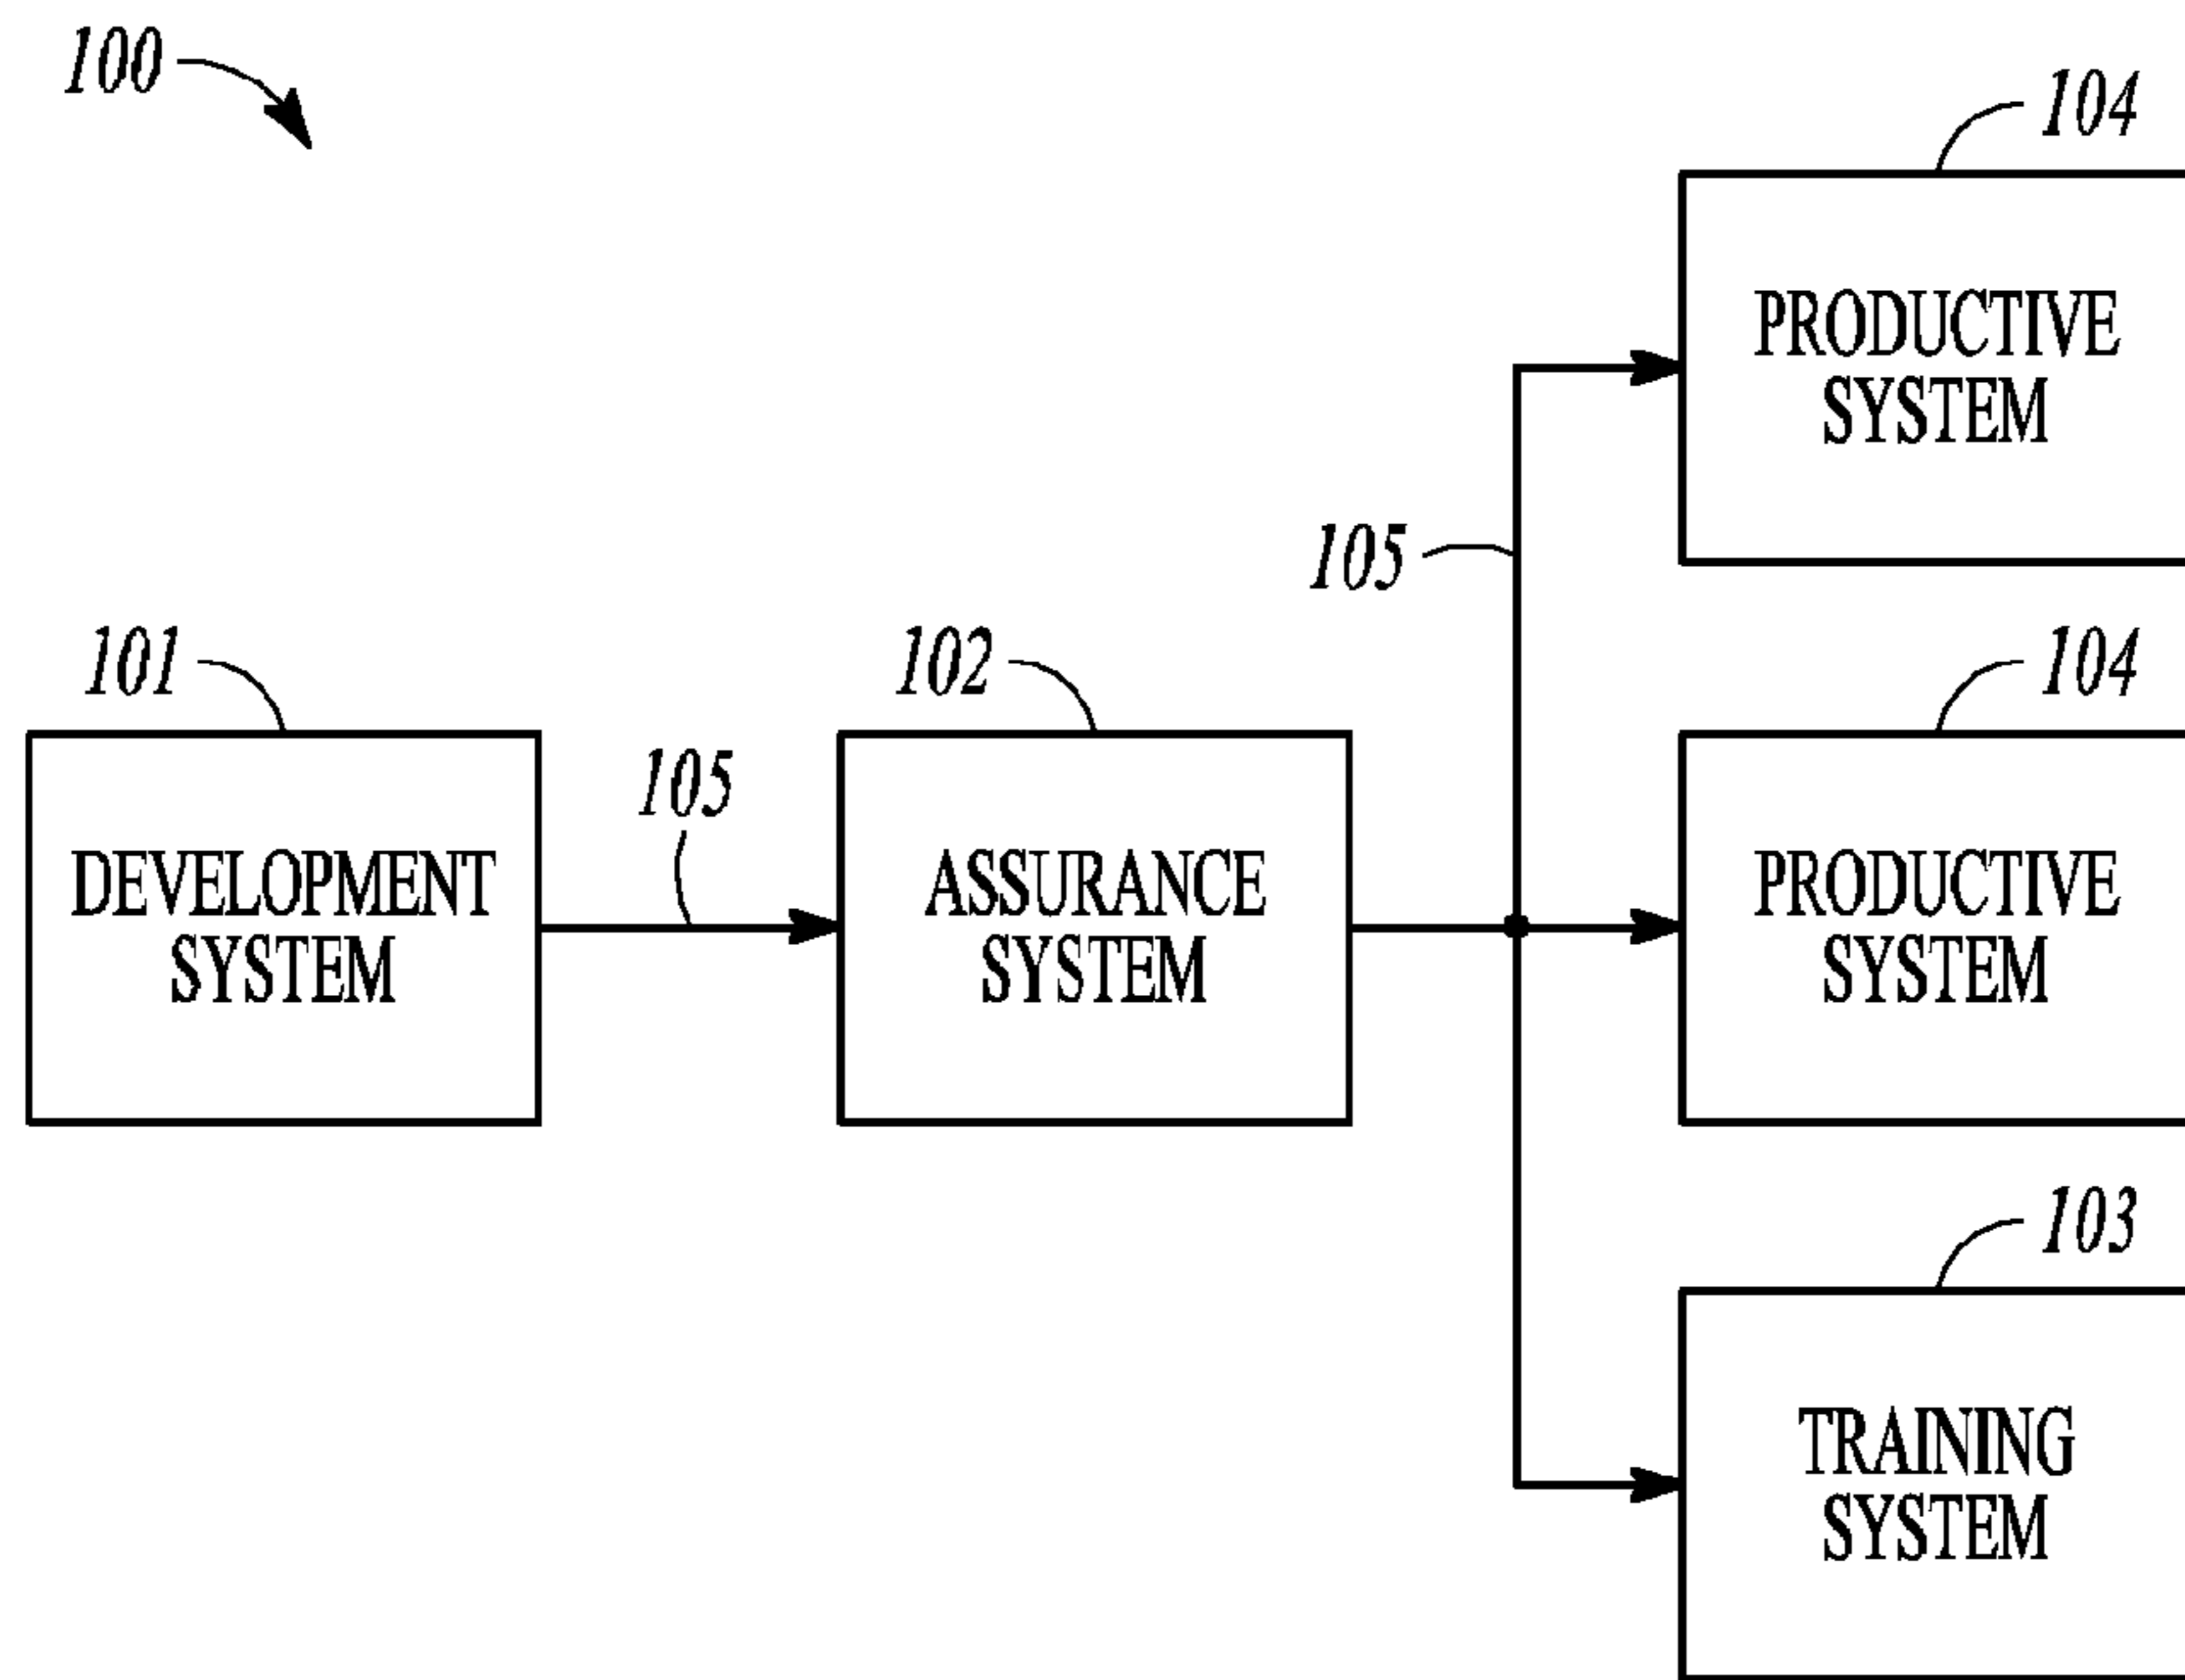 100
104
PRODUCTIVE
SYSTEM
105
101
102
104
105
DEVELOPMENT
SYSTEM
ASSURANCE
SYSTEM
PRODUCTIVE
SYSTEM
103
TRAINING
SYSTEM